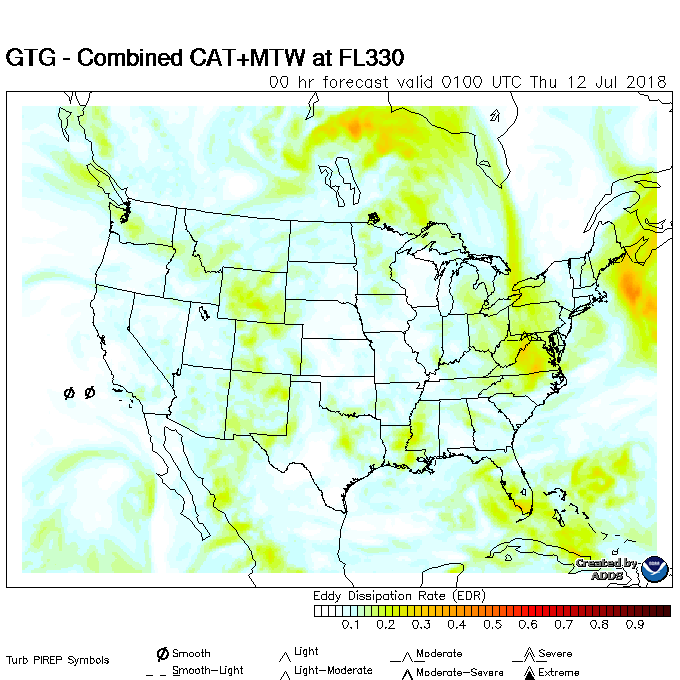 GTG - Combined CAT+MTW at FL330
00 hr forecast valid 0100 UTC Thu 12 Jul 2018
Created by
ADDS
Eddy Dissipation Rate (EDR)
0.1 0.2 0.3 0.4 0.5 0.6 0.7 0.8 0.9
Turb PIREP Symbols
Smooth Light Moderate Severe
Smooth-Light Light-Moderate Moderate-Severe Extreme